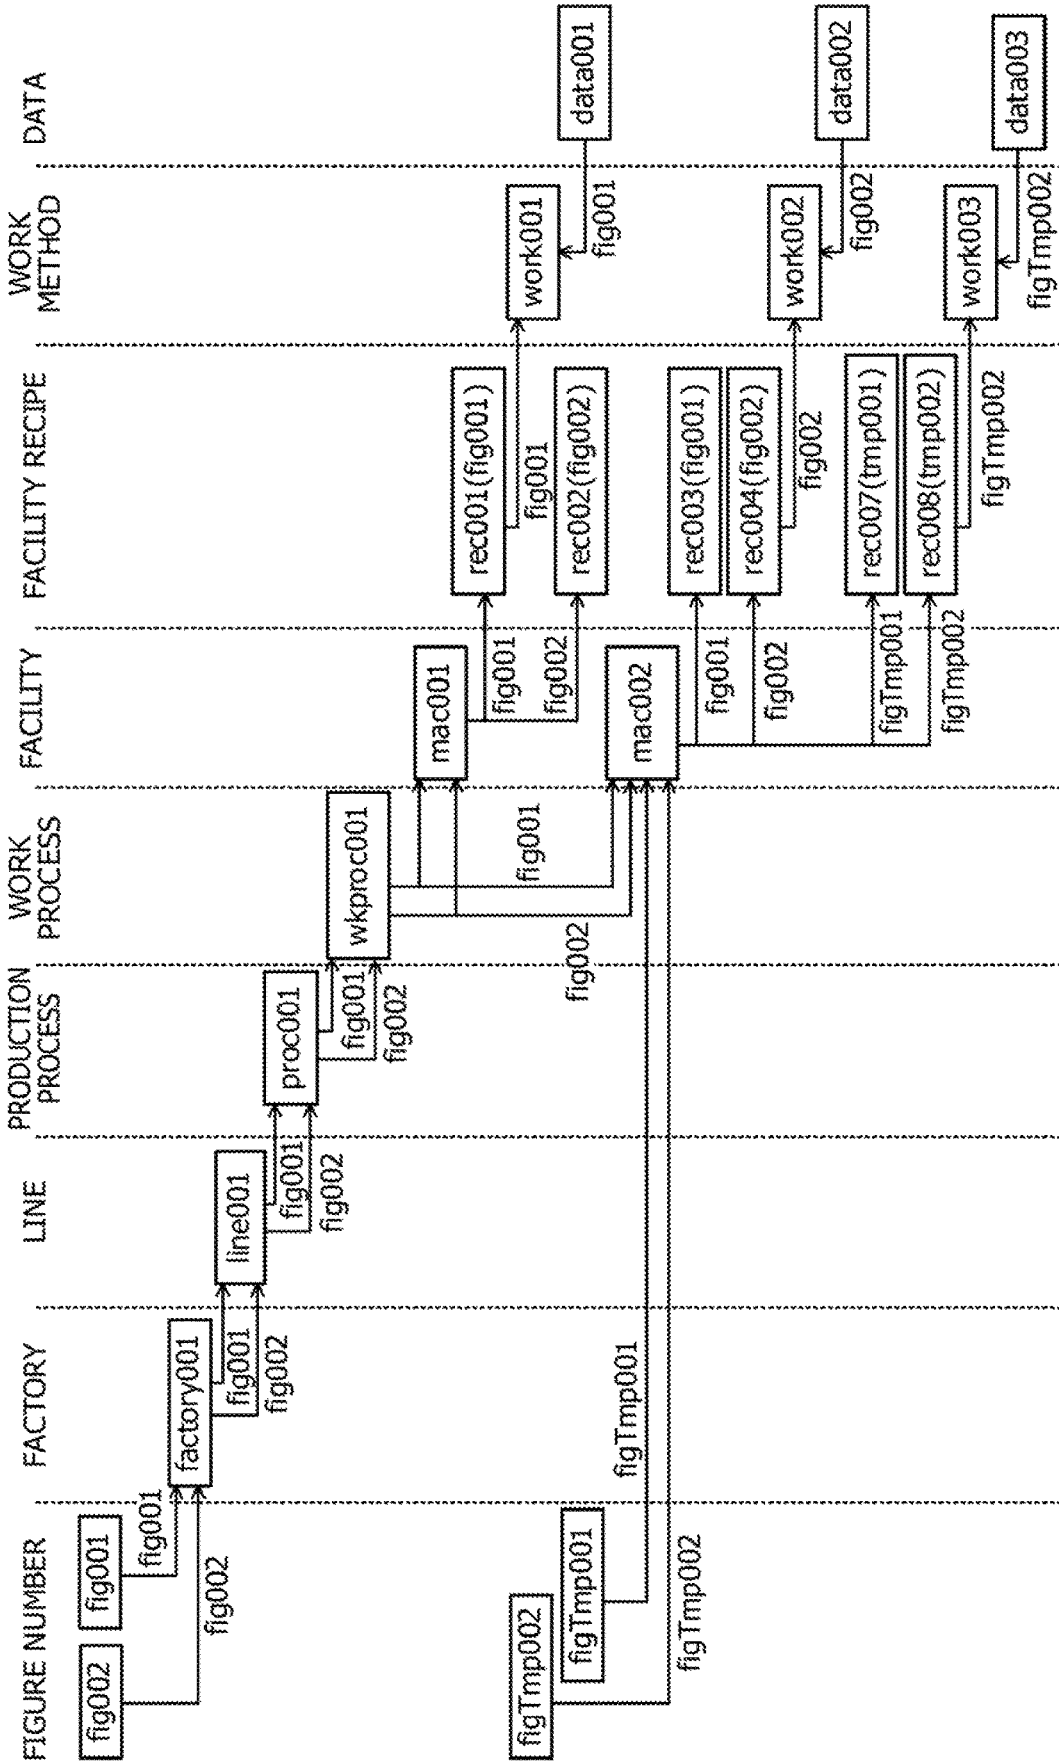 FIGURE NUMBER
FACTORY
LINE
PRODUCTION
PROCESS
WORK
PROCESS
FACILITY
FACILITY RECIPE
WORK
METHOD
DATA
fig002
fig001
fig001
fig002
factory001
fig001
fig002
line001
fig001
fig002
proc001
fig001
fig002
wkproc001
fig001
fig002
mac001
fig001
fig002
rec001(fig001)
fig001
rec002(fig002)
work001
fig001
data001
figTmp002
figTmp001
figTmp001
figTmp002
mac002
fig001
fig002
figTmp001
figTmp002
rec003(fig001)
rec004(fig002)
fig002
rec007(tmp001)
rec008(tmp002)
figTmp002
work002
fig002
data002
work003
figTmp002
data003